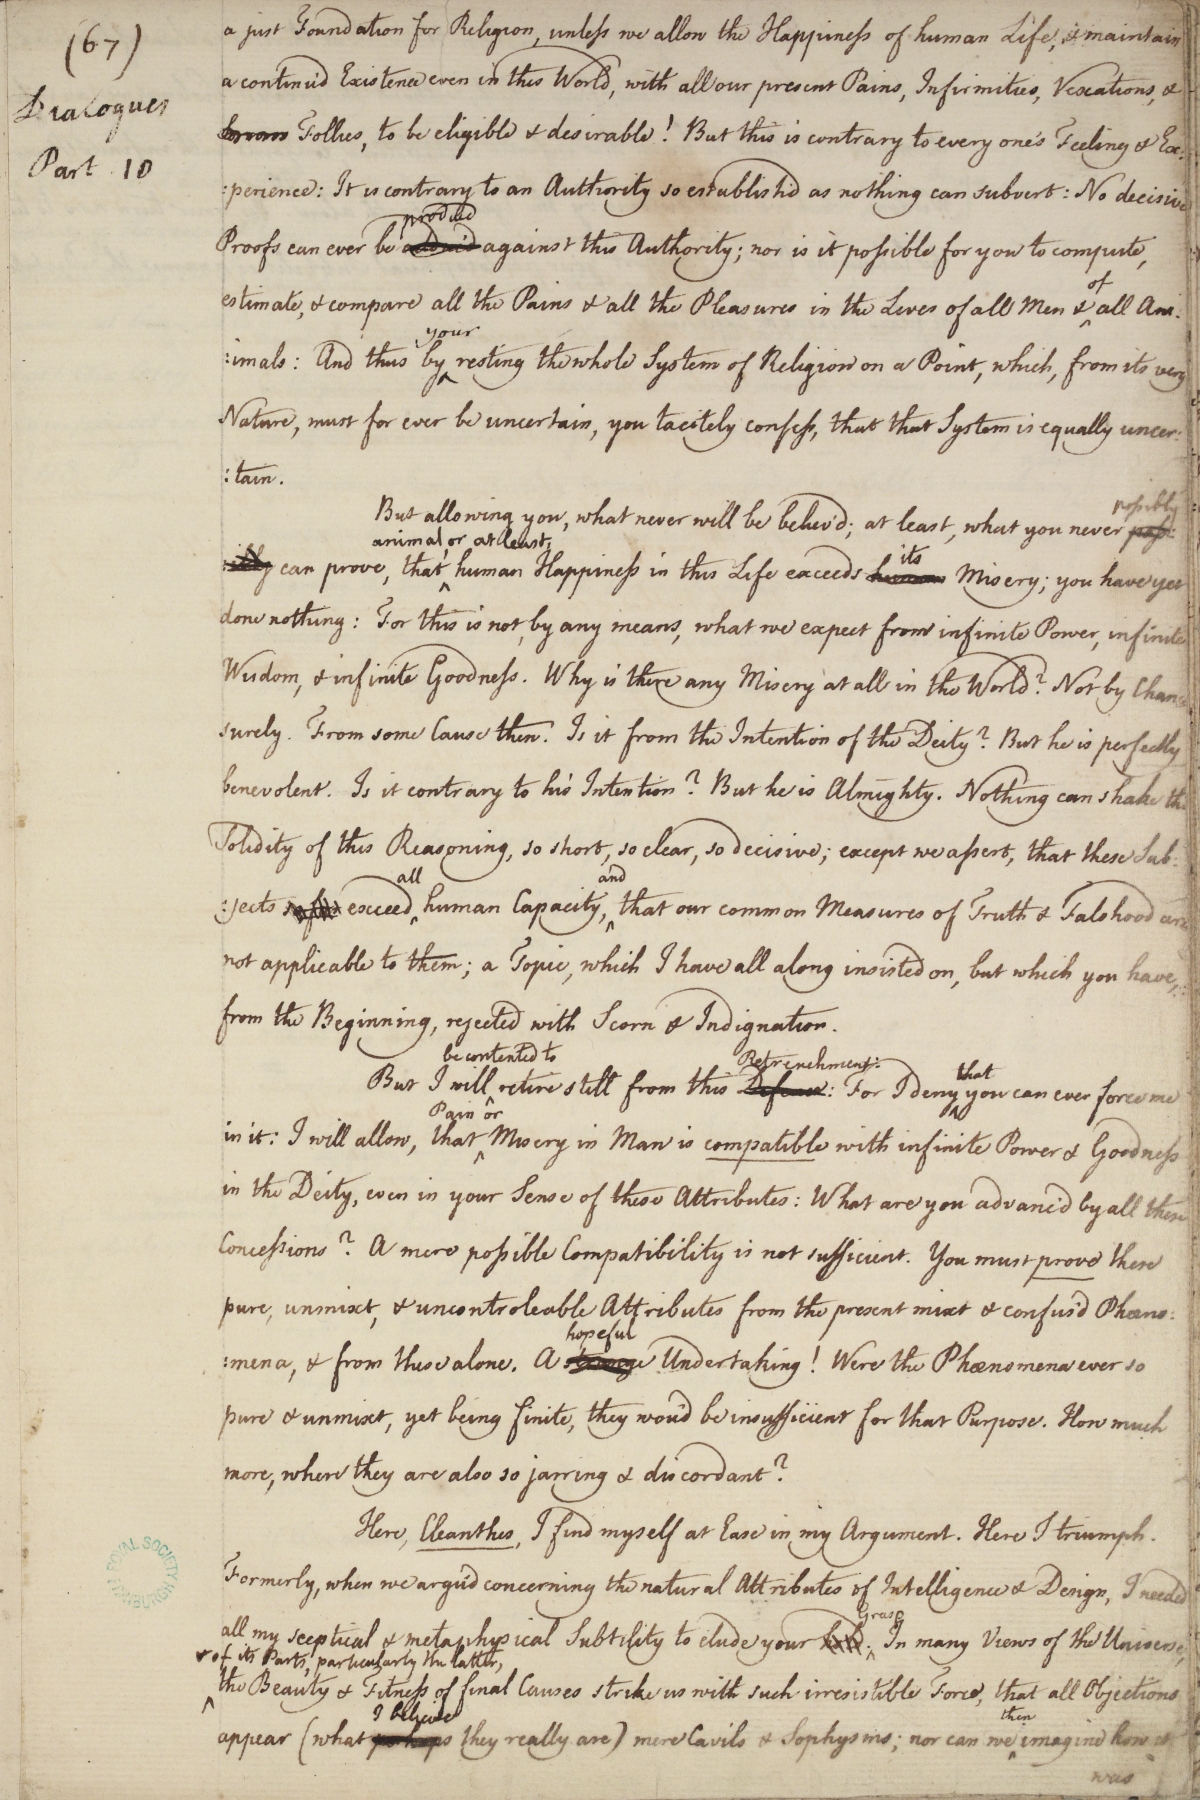 (67)
Dialogues
Part 10
a just Foundation for Religion, unless we allow the Happiness of human Life, & maintain
a continu'd Existence even in this World, with all our present Pains, Infirmities, Vexations, &
Follies, to be eligible & desirable! But this is contrary to every one's Feeling & Ex:
:perience: It is contrary to an Authority so establish'd as nothing can subvert: No decisive
produc'd
Proofs can ever be against this Authority; nor is it possible for you to compute,
of
estimate, & compare all the Pains & all the Pleasures in the Lives of all Men & all Ani:
your
:imals: And thus by resting the whole System of Religion on a Point, which, from its very
Nature, must for ever be uncertain, you tacitely confess, that that System is equally uncer:
:tain.
possibly
But allowing you, what never will be believ'd; at least, what you never possi:
animal or at least, its
:bly can prove, that human Happiness in this Life exceeds human Misery; you have yet
done nothing: For this is not, by any means, what we expect from infinite Power, infinite
Wisdom, & infinite Goodness. Why is there any Misery at all in the World? Not by Chance
surely. From some Cause then. Is it from the Intention of the Deity? But he is perfectly
benevolent. Is it contrary to his Intention? But he is Almighty. Nothing can shake the
Solidity of this Reasoning, so short, so clear, so decisive; except we assert, that these Sub:
all and
:jects exceed human Capacity, that our common Measures of Truth & Falshood are
not applicable to them; a Topic, which I have all along insisted on, but which you have,
from the Beginning, rejected with Scorn & Indignation.
be contented to Retrenchment: that
But I will retire still from this Defence: For I deny you can ever force me
Pain or
in it: I will allow, that Misery in Man is compatible with infinite Power & Goodness
in the Deity, even in your Sense of these Attributes: What are you advanc'd by all these
Concessions? A mere possible Compatibility is not sufficient. You must prove these
pure, unmixt, & uncontroleable Attributes from the present mixt & confus'd Phæno:
hopeful
:mena, & from these alone. A strange Undertaking! Were the Phænomena ever so
pure & unmixt, yet being finite, they wou'd be insufficient for that Purpose. How much
more, where they are also so jarring & discordant?
Here, Cleanthes, I find myself at Ease in my Argument. Here I triumph.
Formerly, when we argu'd concerning the natural Attributes of Intelligence & Design, I needed
Grasp
all my sceptical & metaphysical Subtility to elude your In many Views of the Universe,
& of its Parts, particularly the latter,
the Beauty & Fitness of final Causes strike us with such irresistible Force, that all Objections
I believe then
appear (what perhaps they really are) mere Cavils & Sophysms; nor can we imagine how it
was
ROYAL SOCIETY